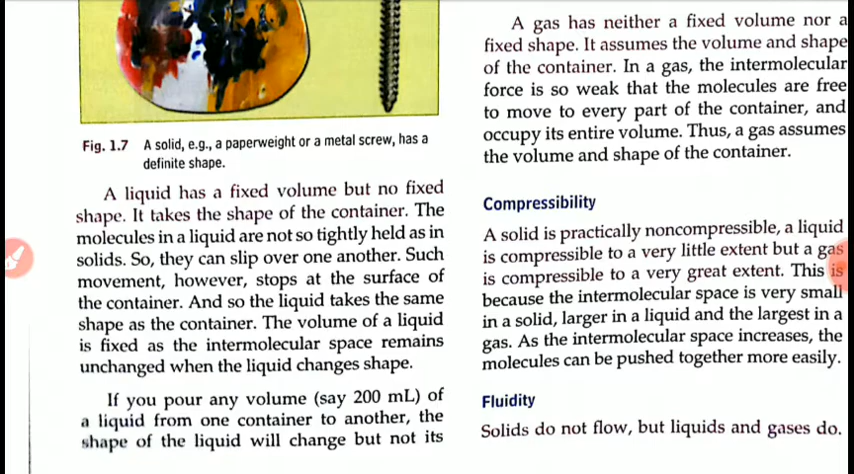 Fig. 1.7 A solid, e.g., a paperweight or a metal screw, has a
definite shape.
A liquid has a fixed volume but no fixed
shape. It takes the shape of the container. The
molecules in a liquid are not so tightly held as in
solids. So, they can slip over one another. Such
movement, however, stops at the surface of
the container. And so the liquid takes the same
shape as the container. The volume of a liquid
is fixed as the intermolecular space remains
unchanged when the liquid changes shape.
If you pour any volume (say 200 mL) of
a liquid from one container to another, the
shape of the liquid will change but not its
A gas has neither a fixed volume nor a
fixed shape. It assumes the volume and shape
of the container. In a gas, the intermolecular
force is so weak that the molecules are free
to move to every part of the container, and
occupy its entire volume. Thus, a gas assumes
the volume and shape of the container.
Compressibility
A solid is practically noncompressible, a liquid
is compressible to a very little extent but a gas
is compressible to a very great extent. This is
because the intermolecular space is very small
in a solid, larger in a liquid and the largest in a
gas. As the intermolecular space increases, the
molecules can be pushed together more easily.
Fluidity
Solids do not flow, but liquids and gases do.